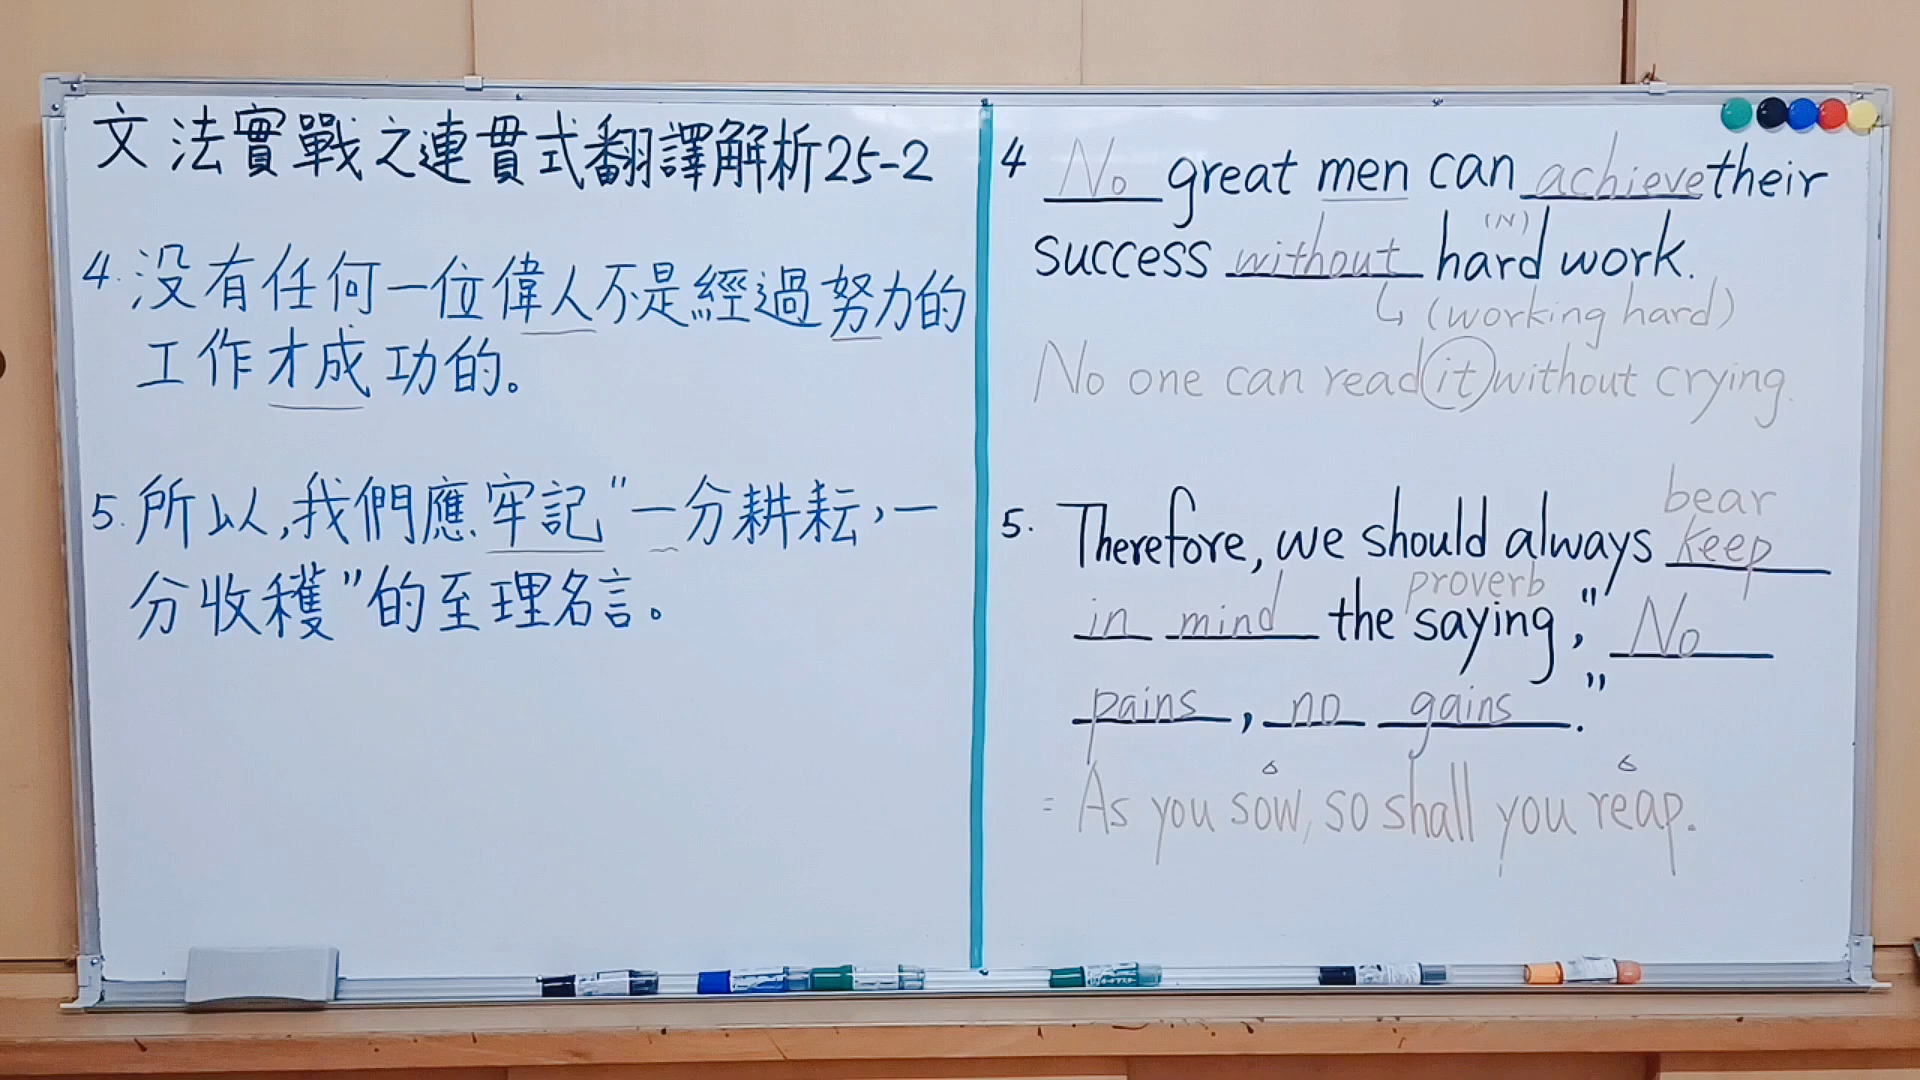 文法實戰之連貫式翻譯解析25-2
4. 没有任何一位偉人不是經過努力的
工作才成功的。
5. 所以,我們應牢記"一分耕耘,一
分收穫"的至理名言。
4 No great men can achieve their
(N)
success without hard work.
↳ (working hard)
No one can read it without crying.
bear
5. Therefore, we should always keep
proverb
in mind the saying, "No
pains, no gains."
= As you sow, so shall you reap.